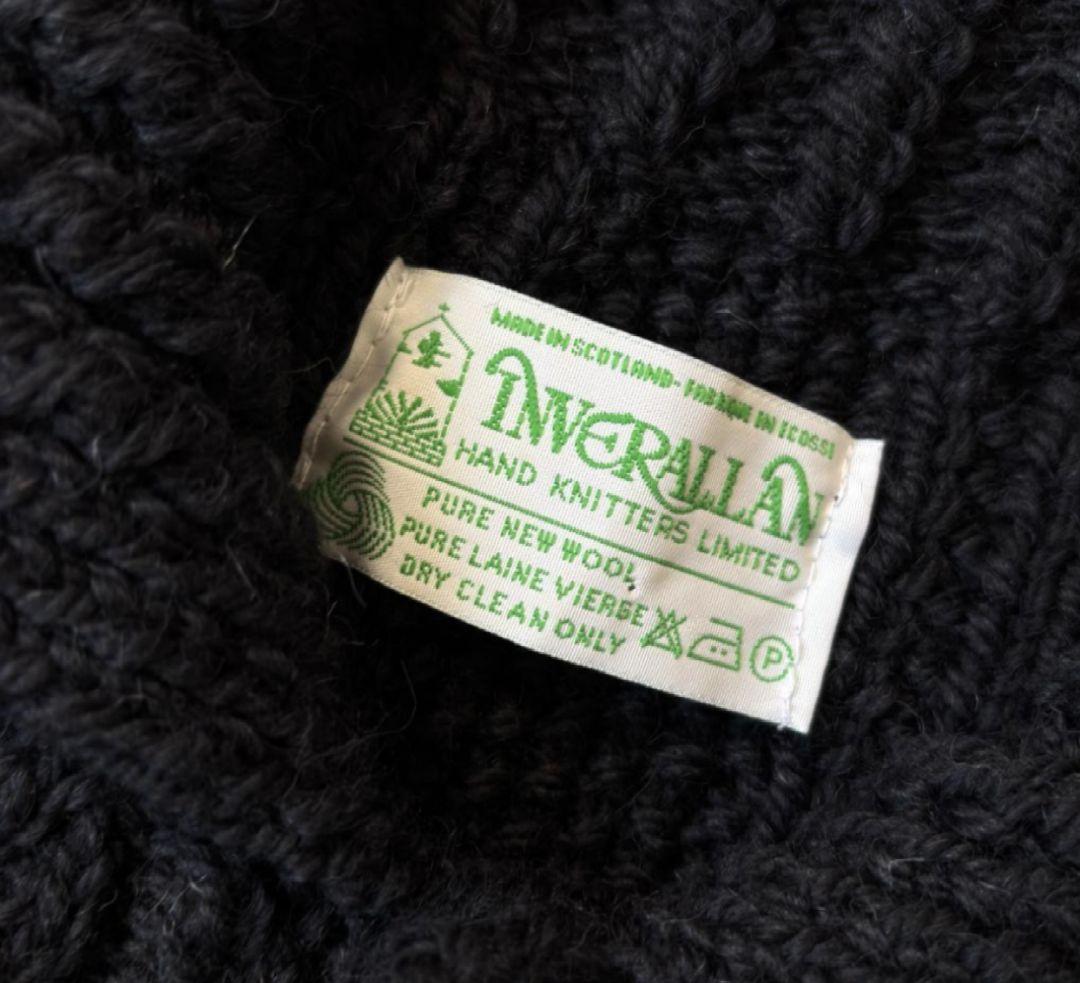 MADE IN SCOTLAND - FABRIQUE EN ECOSSE
INVERALLAN
HAND KNITTERS LIMITED
PURE NEW WOOL
PURE LAINE VIERGE
DRY CLEAN ONLY
P